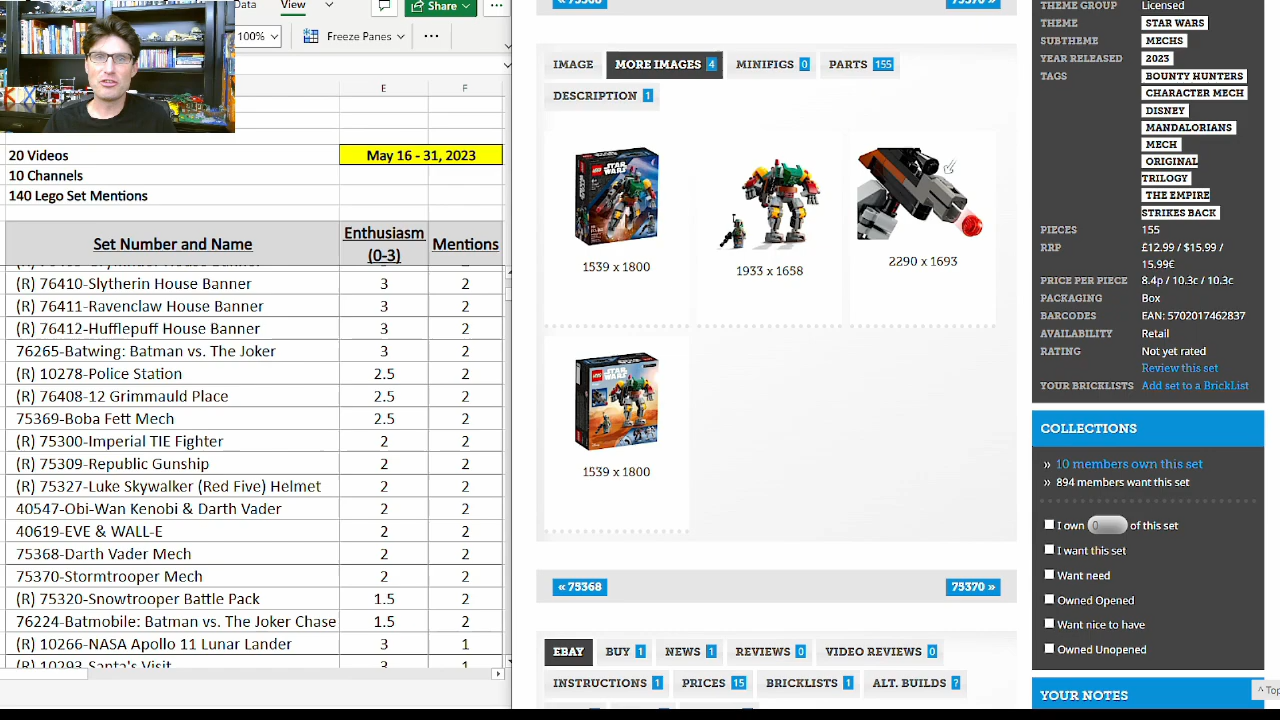 Data View Share
100% Freeze Panes
E F
20 Videos May 16 - 31, 2023
10 Channels
140 Lego Set Mentions
Set Number and Name Enthusiasm (0-3) Mentions
(R) 76410-Slytherin House Banner 3 2
(R) 76411-Ravenclaw House Banner 3 2
(R) 76412-Hufflepuff House Banner 3 2
76265-Batwing: Batman vs. The Joker 3 2
(R) 10278-Police Station 2.5 2
(R) 76408-12 Grimmauld Place 2.5 2
75369-Boba Fett Mech 2.5 2
(R) 75300-Imperial TIE Fighter 2 2
(R) 75309-Republic Gunship 2 2
(R) 75327-Luke Skywalker (Red Five) Helmet 2 2
40547-Obi-Wan Kenobi & Darth Vader 2 2
40619-EVE & WALL-E 2 2
75368-Darth Vader Mech 2 2
75370-Stormtrooper Mech 2 2
(R) 75320-Snowtrooper Battle Pack 1.5 2
76224-Batmobile: Batman vs. The Joker Chase 1.5 2
(R) 10266-NASA Apollo 11 Lunar Lander 3 1
(R) 10293-Santa's Visit 3 1
« 75368 75370 »
IMAGE MORE IMAGES 4 MINIFIGS 0 PARTS 155
DESCRIPTION 1
STAR WARS
1539 x 1800 1933 x 1658 2290 x 1693
STAR WARS
1539 x 1800
« 75368 75370 »
EBAY BUY 1 NEWS 1 REVIEWS 0 VIDEO REVIEWS 0
INSTRUCTIONS 1 PRICES 15 BRICKLISTS 1 ALT. BUILDS ?
THEME GROUP Licensed
THEME STAR WARS
SUBTHEME MECHS
YEAR RELEASED 2023
TAGS BOUNTY HUNTERS
CHARACTER MECH
DISNEY
MANDALORIANS
MECH
ORIGINAL
TRILOGY
THE EMPIRE
STRIKES BACK
PIECES 155
RRP £12.99 / $15.99 /
15.99€
PRICE PER PIECE 8.4p / 10.3c / 10.3c
PACKAGING Box
BARCODES EAN: 5702017462837
AVAILABILITY Retail
RATING Not yet rated
Review this set
YOUR BRICKLISTS Add set to a BrickList
COLLECTIONS
» 10 members own this set
» 894 members want this set
I own 0 of this set
I want this set
Want need
Owned Opened
Want nice to have
Owned Unopened
YOUR NOTES
^ Top